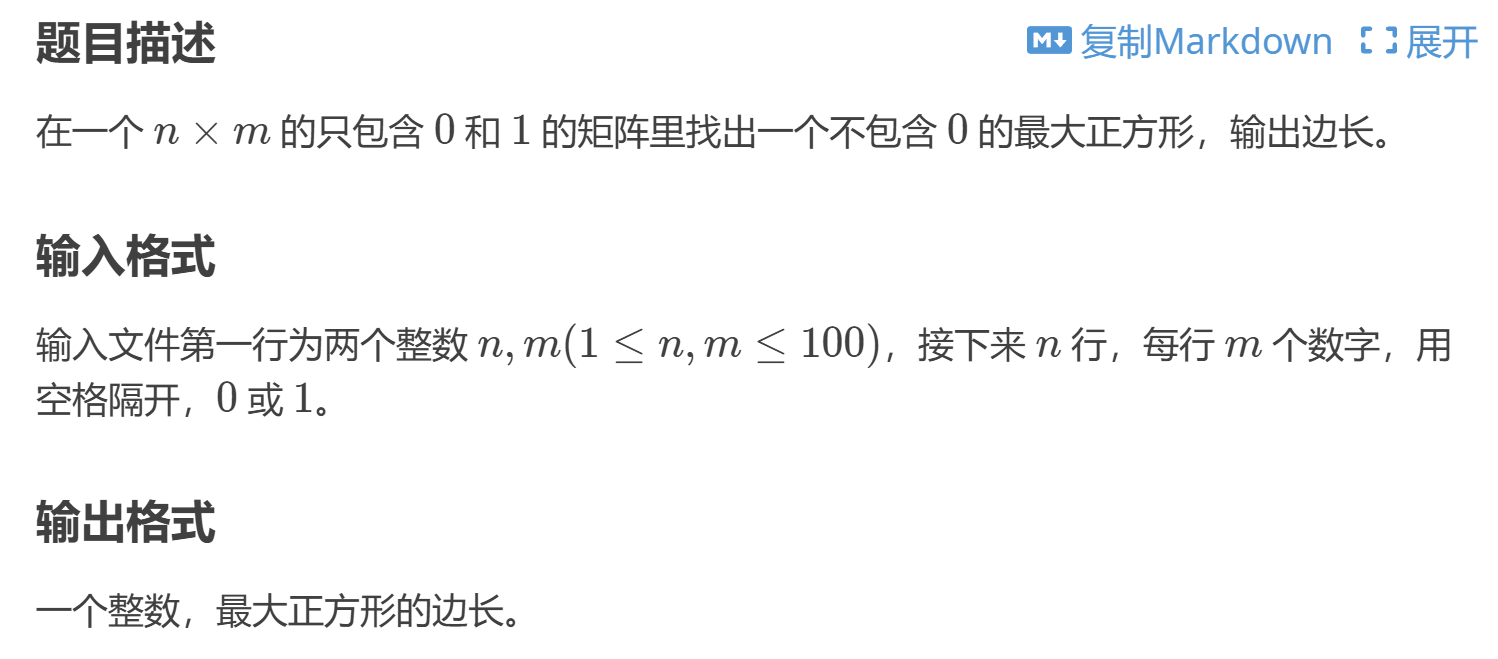 题目描述
M↓ 复制Markdown 展开
在一个 n × m 的只包含 0 和 1 的矩阵里找出一个不包含 0 的最大正方形，输出边长。
输入格式
输入文件第一行为两个整数 n, m(1 ≤ n, m ≤ 100)，接下来 n 行，每行 m 个数字，用
空格隔开，0 或 1。
输出格式
一个整数，最大正方形的边长。